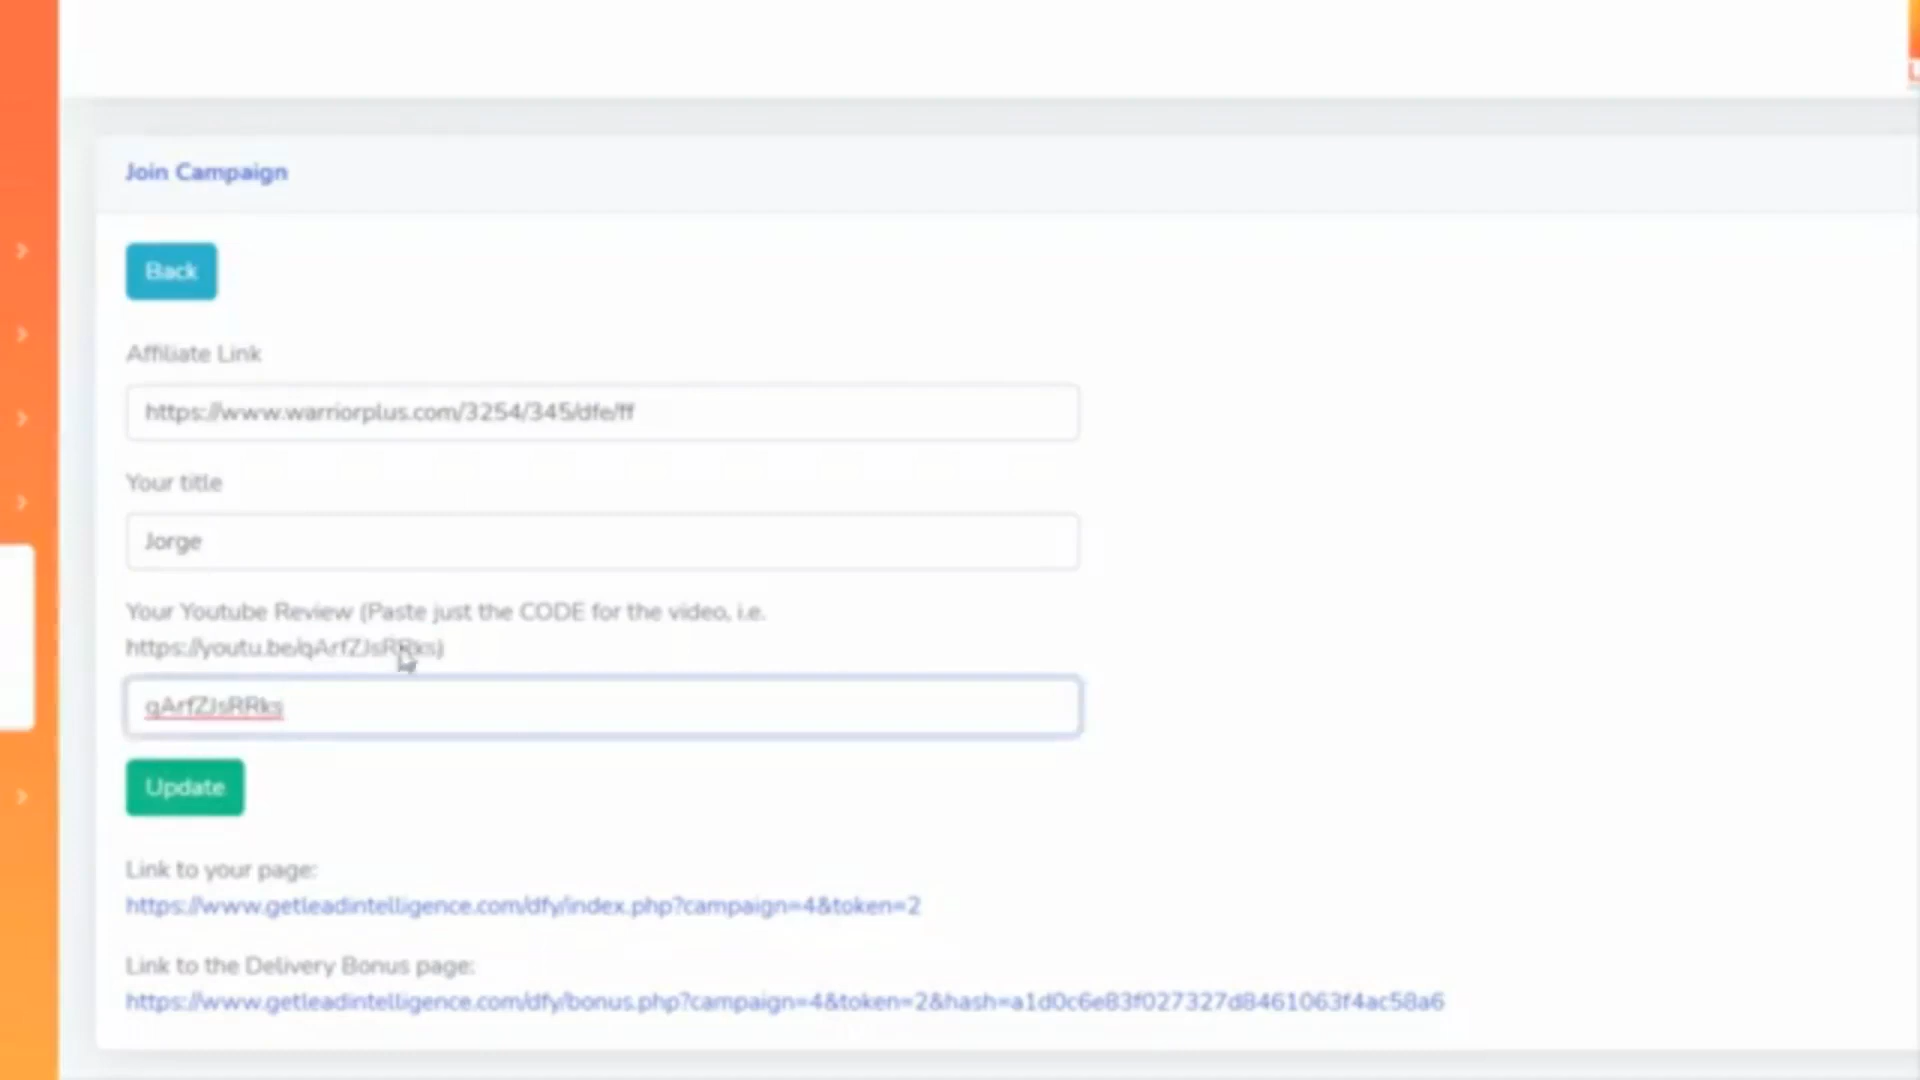 Join Campaign
Back
Affiliate Link
https://www.warriorplus.com/3254/345/dfe/ff
Your title
Jorge
Your Youtube Review (Paste just the CODE for the video, i.e.
https://youtu.be/qArfZJsRRks)
qArfZJsRRks
Update
Link to your page:
https://www.getleadintelligence.com/dfy/index.php?campaign=4&token=2
Link to the Delivery Bonus page:
https://www.getleadintelligence.com/dfy/bonus.php?campaign=4&token=2&hash=a1d0c6e83f027327d8461063f4ac58a6